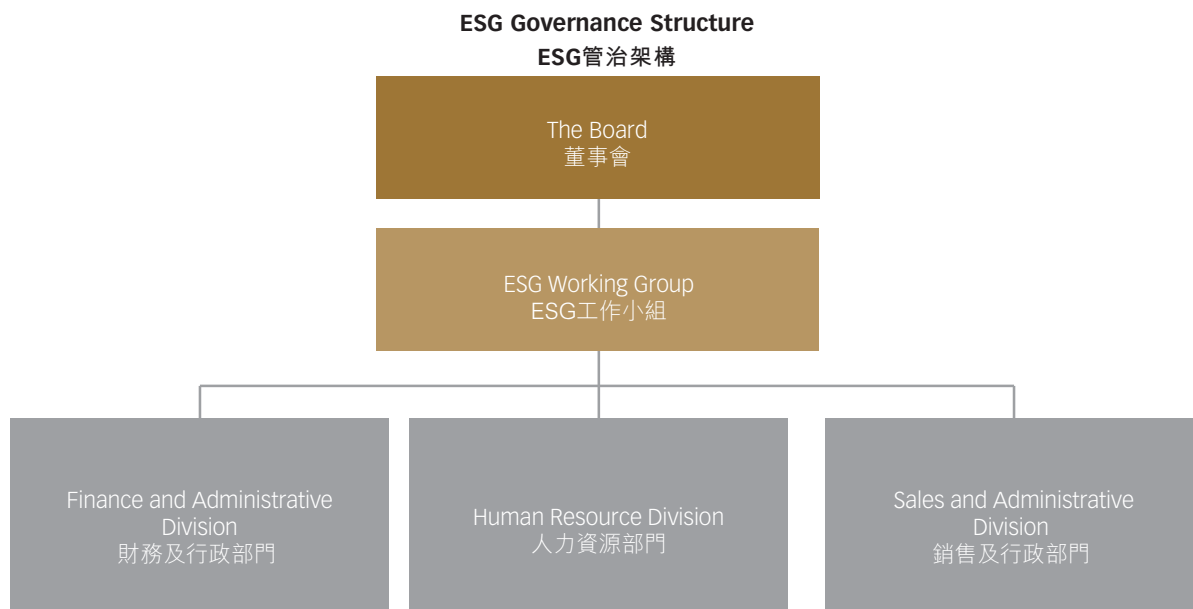 ESG Governance Structure
ESG管治架構
The Board
董事會
ESG Working Group
ESG工作小組
Finance and Administrative
Division
財務及行政部門
Human Resource Division
人力資源部門
Sales and Administrative
Division
銷售及行政部門